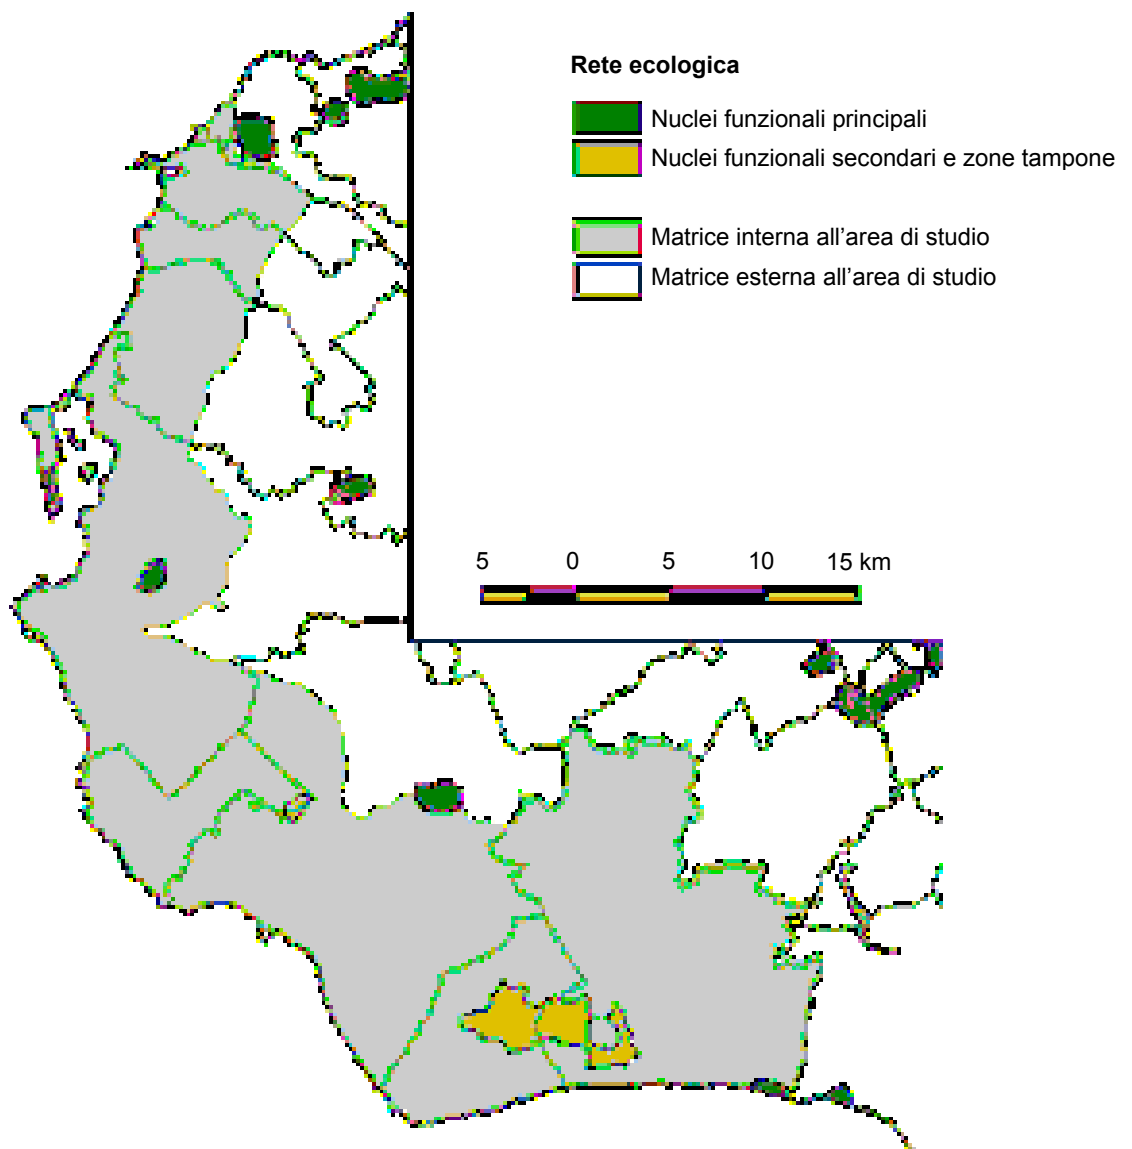 Rete ecologica
Nuclei funzionali principali
Nuclei funzionali secondari e zone tampone
Matrice interna all'area di studio
Matrice esterna all'area di studio
5 0 5 10 15 km